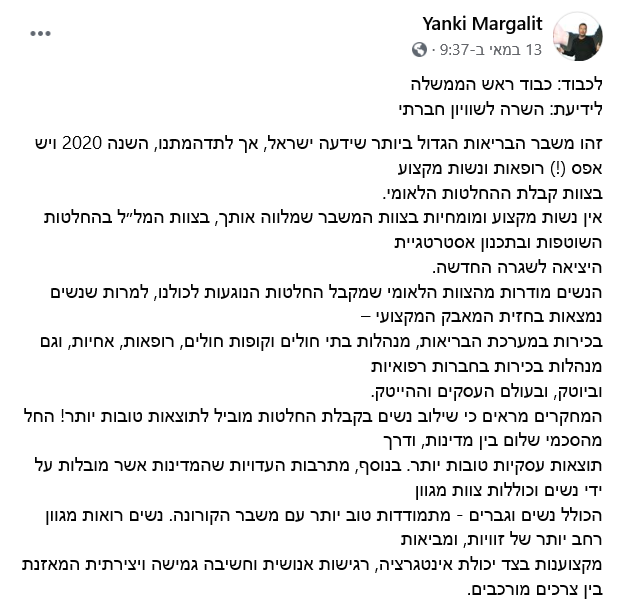 Yanki Margalit
13 במאי ב-9:37 ·
לכבוד: כבוד ראש הממשלה
לידיעת: השרה לשוויון חברתי
זהו משבר הבריאות הגדול ביותר שידעה ישראל, אך לתדהמתנו, השנה 2020 ויש
אפס (!) רופאות ונשות מקצוע
בצוות קבלת ההחלטות הלאומי.
אין נשות מקצוע ומומחיות בצוות המשבר שמלווה אותך, בצוות המל״ל בהחלטות
השוטפות ובתכנון אסטרטגיית
היציאה לשגרה החדשה.
הנשים מודרות מהצוות הלאומי שמקבל החלטות הנוגעות לכולנו, למרות שנשים
נמצאות בחזית המאבק המקצועי –
בכירות במערכת הבריאות, מנהלות בתי חולים וקופות חולים, רופאות, אחיות, וגם
מנהלות בכירות בחברות רפואיות
וביוטק, ובעולם העסקים וההייטק.
המחקרים מראים כי שילוב נשים בקבלת החלטות מוביל לתוצאות טובות יותר! החל
מהסכמי שלום בין מדינות, ודרך
תוצאות עסקיות טובות יותר. בנוסף, מתרבות העדויות שהמדינות אשר מובלות על
ידי נשים וכוללות צוות מגוון
הכולל נשים וגברים - מתמודדות טוב יותר עם משבר הקורונה. נשים רואות מגוון
רחב יותר של זוויות, ומביאות
מקצוענות בצד יכולת אינטגרציה, רגישות אנושית וחשיבה גמישה ויצירתית המאזנת
בין צרכים מורכבים.